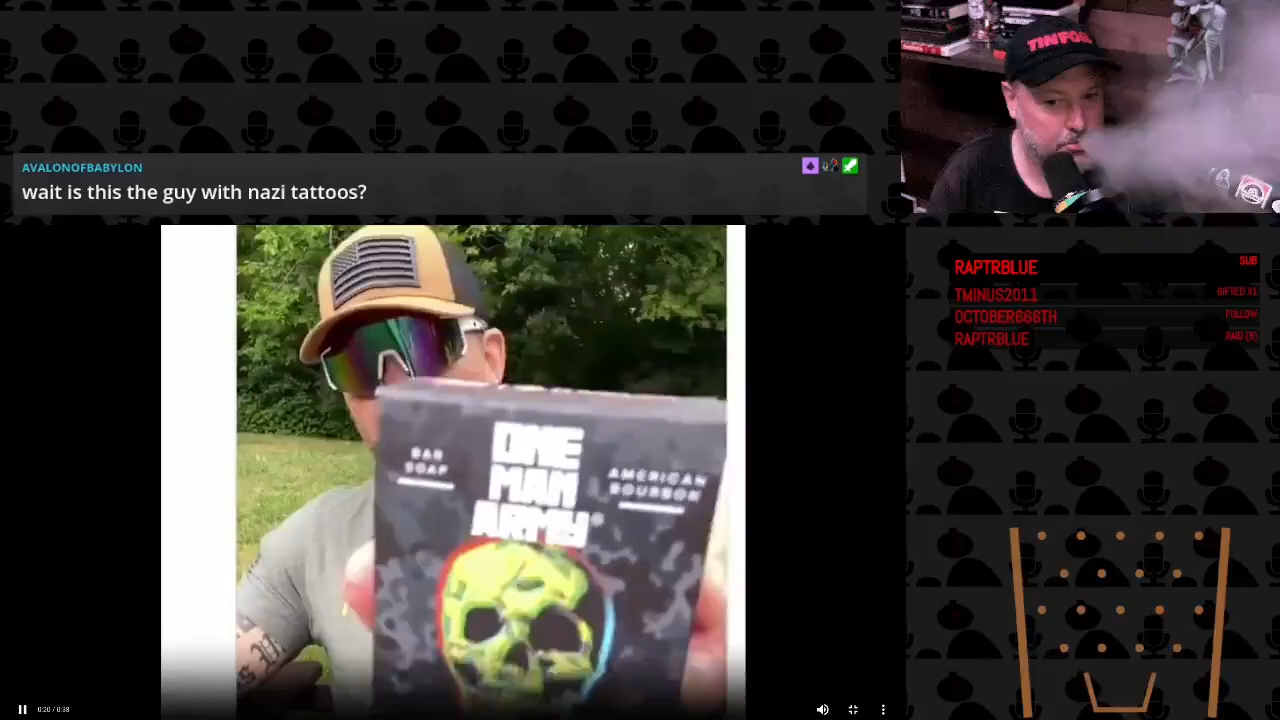 AVALONOFBABYLON
wait is this the guy with nazi tattoos?
TINFOIL
RAPTRBLUE SUB
TMINUS2011 GIFTED X1
OCTOBER666TH FOLLOW
RAPTRBLUE RAID (8)
BAR
SOAP
ONE
MAN
ARMY®
AMERICAN
BOURBON
0:20 / 0:38